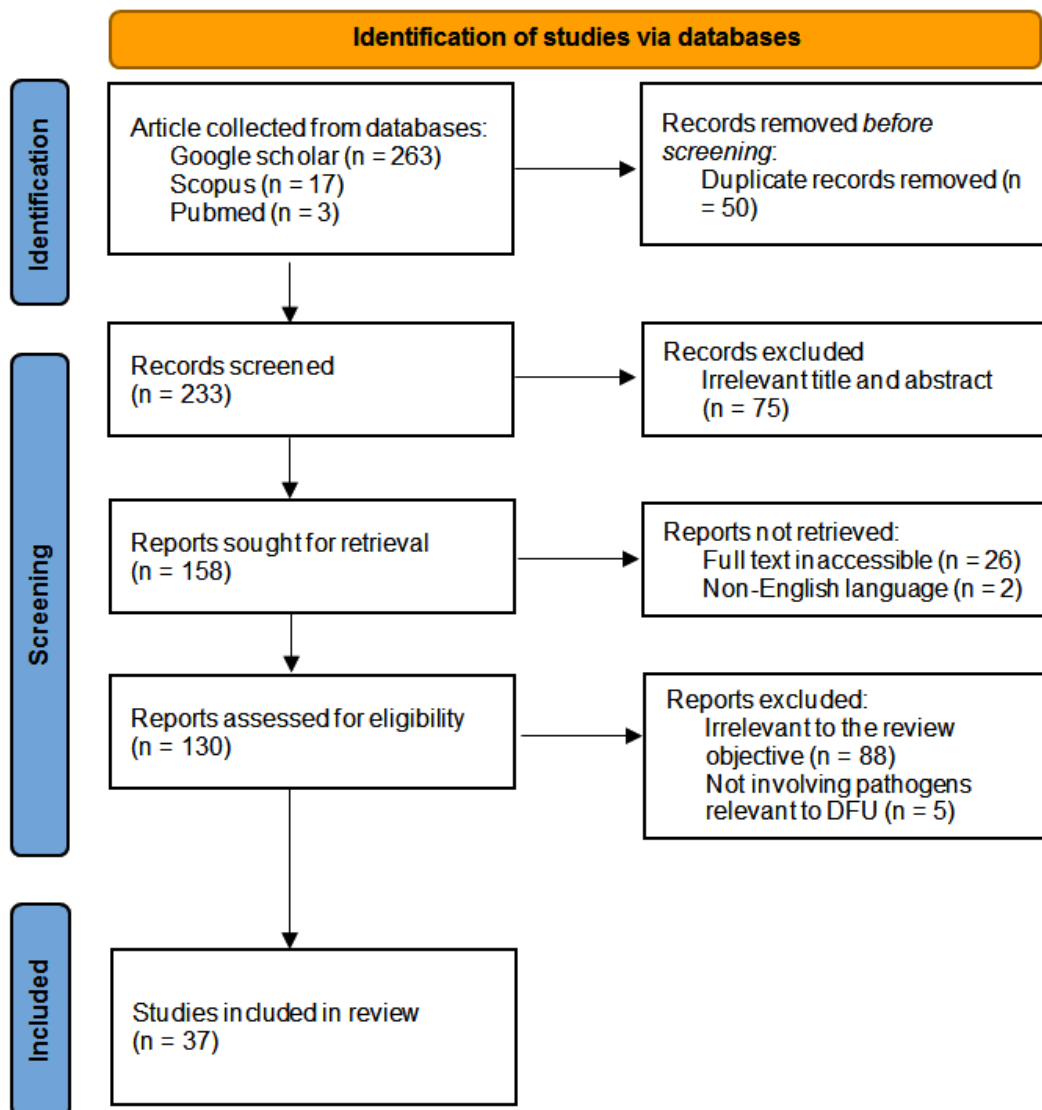 Identification of studies via databases
Identification
Article collected from databases:
Google scholar (n = 263)
Scopus (n = 17)
Pubmed (n = 3)
Records removed before
screening:
Duplicate records removed (n
= 50)
Screening
Records screened
(n = 233)
Records excluded
Irrelevant title and abstract
(n = 75)
Reports sought for retrieval
(n = 158)
Reports not retrieved:
Full text inaccessible (n = 26)
Non-English language (n = 2)
Reports assessed for eligibility
(n = 130)
Reports excluded:
Irrelevant to the review
objective (n = 88)
Not involving pathogens
relevant to DFU (n = 5)
Included
Studies included in review
(n = 37)